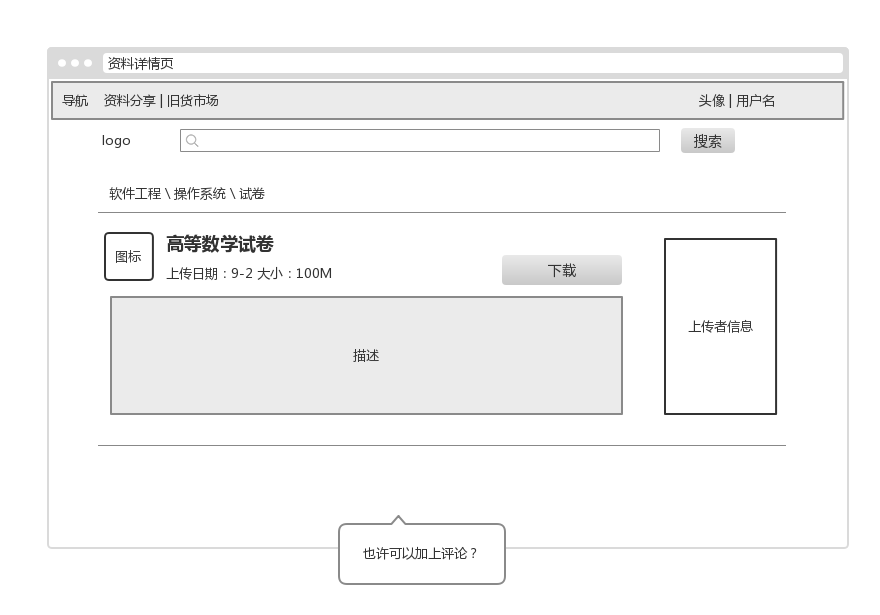 资料详情页
导航 资料分享 | 旧货市场 头像 | 用户名
logo 搜索
软件工程 \ 操作系统 \ 试卷
图标 高等数学试卷
上传日期：9-2 大小：100M 下载
上传者信息
描述
也许可以加上评论？